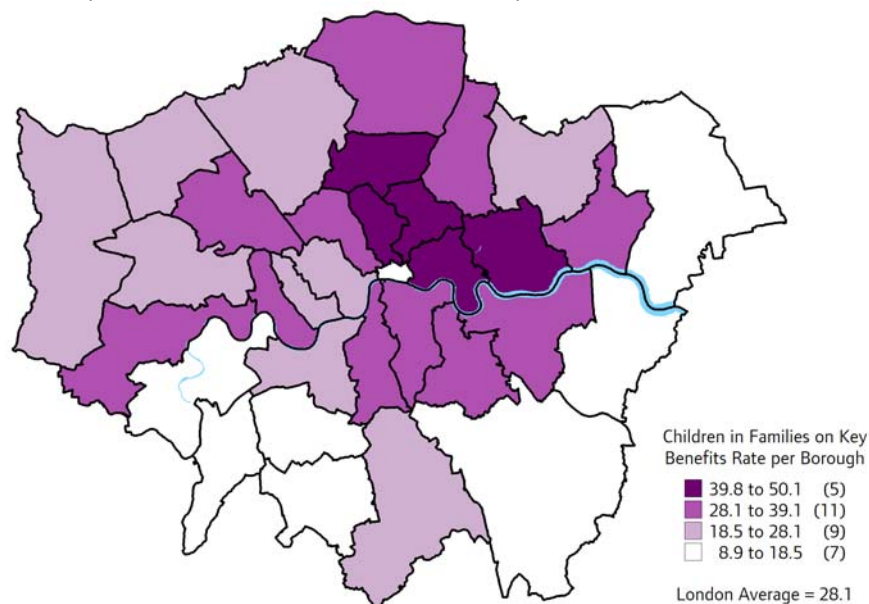 Children in Families on Key
Benefits Rate per Borough
39.8 to 50.1 (5)
28.1 to 39.1 (11)
18.5 to 28.1 (9)
8.9 to 18.5 (7)
London Average = 28.1